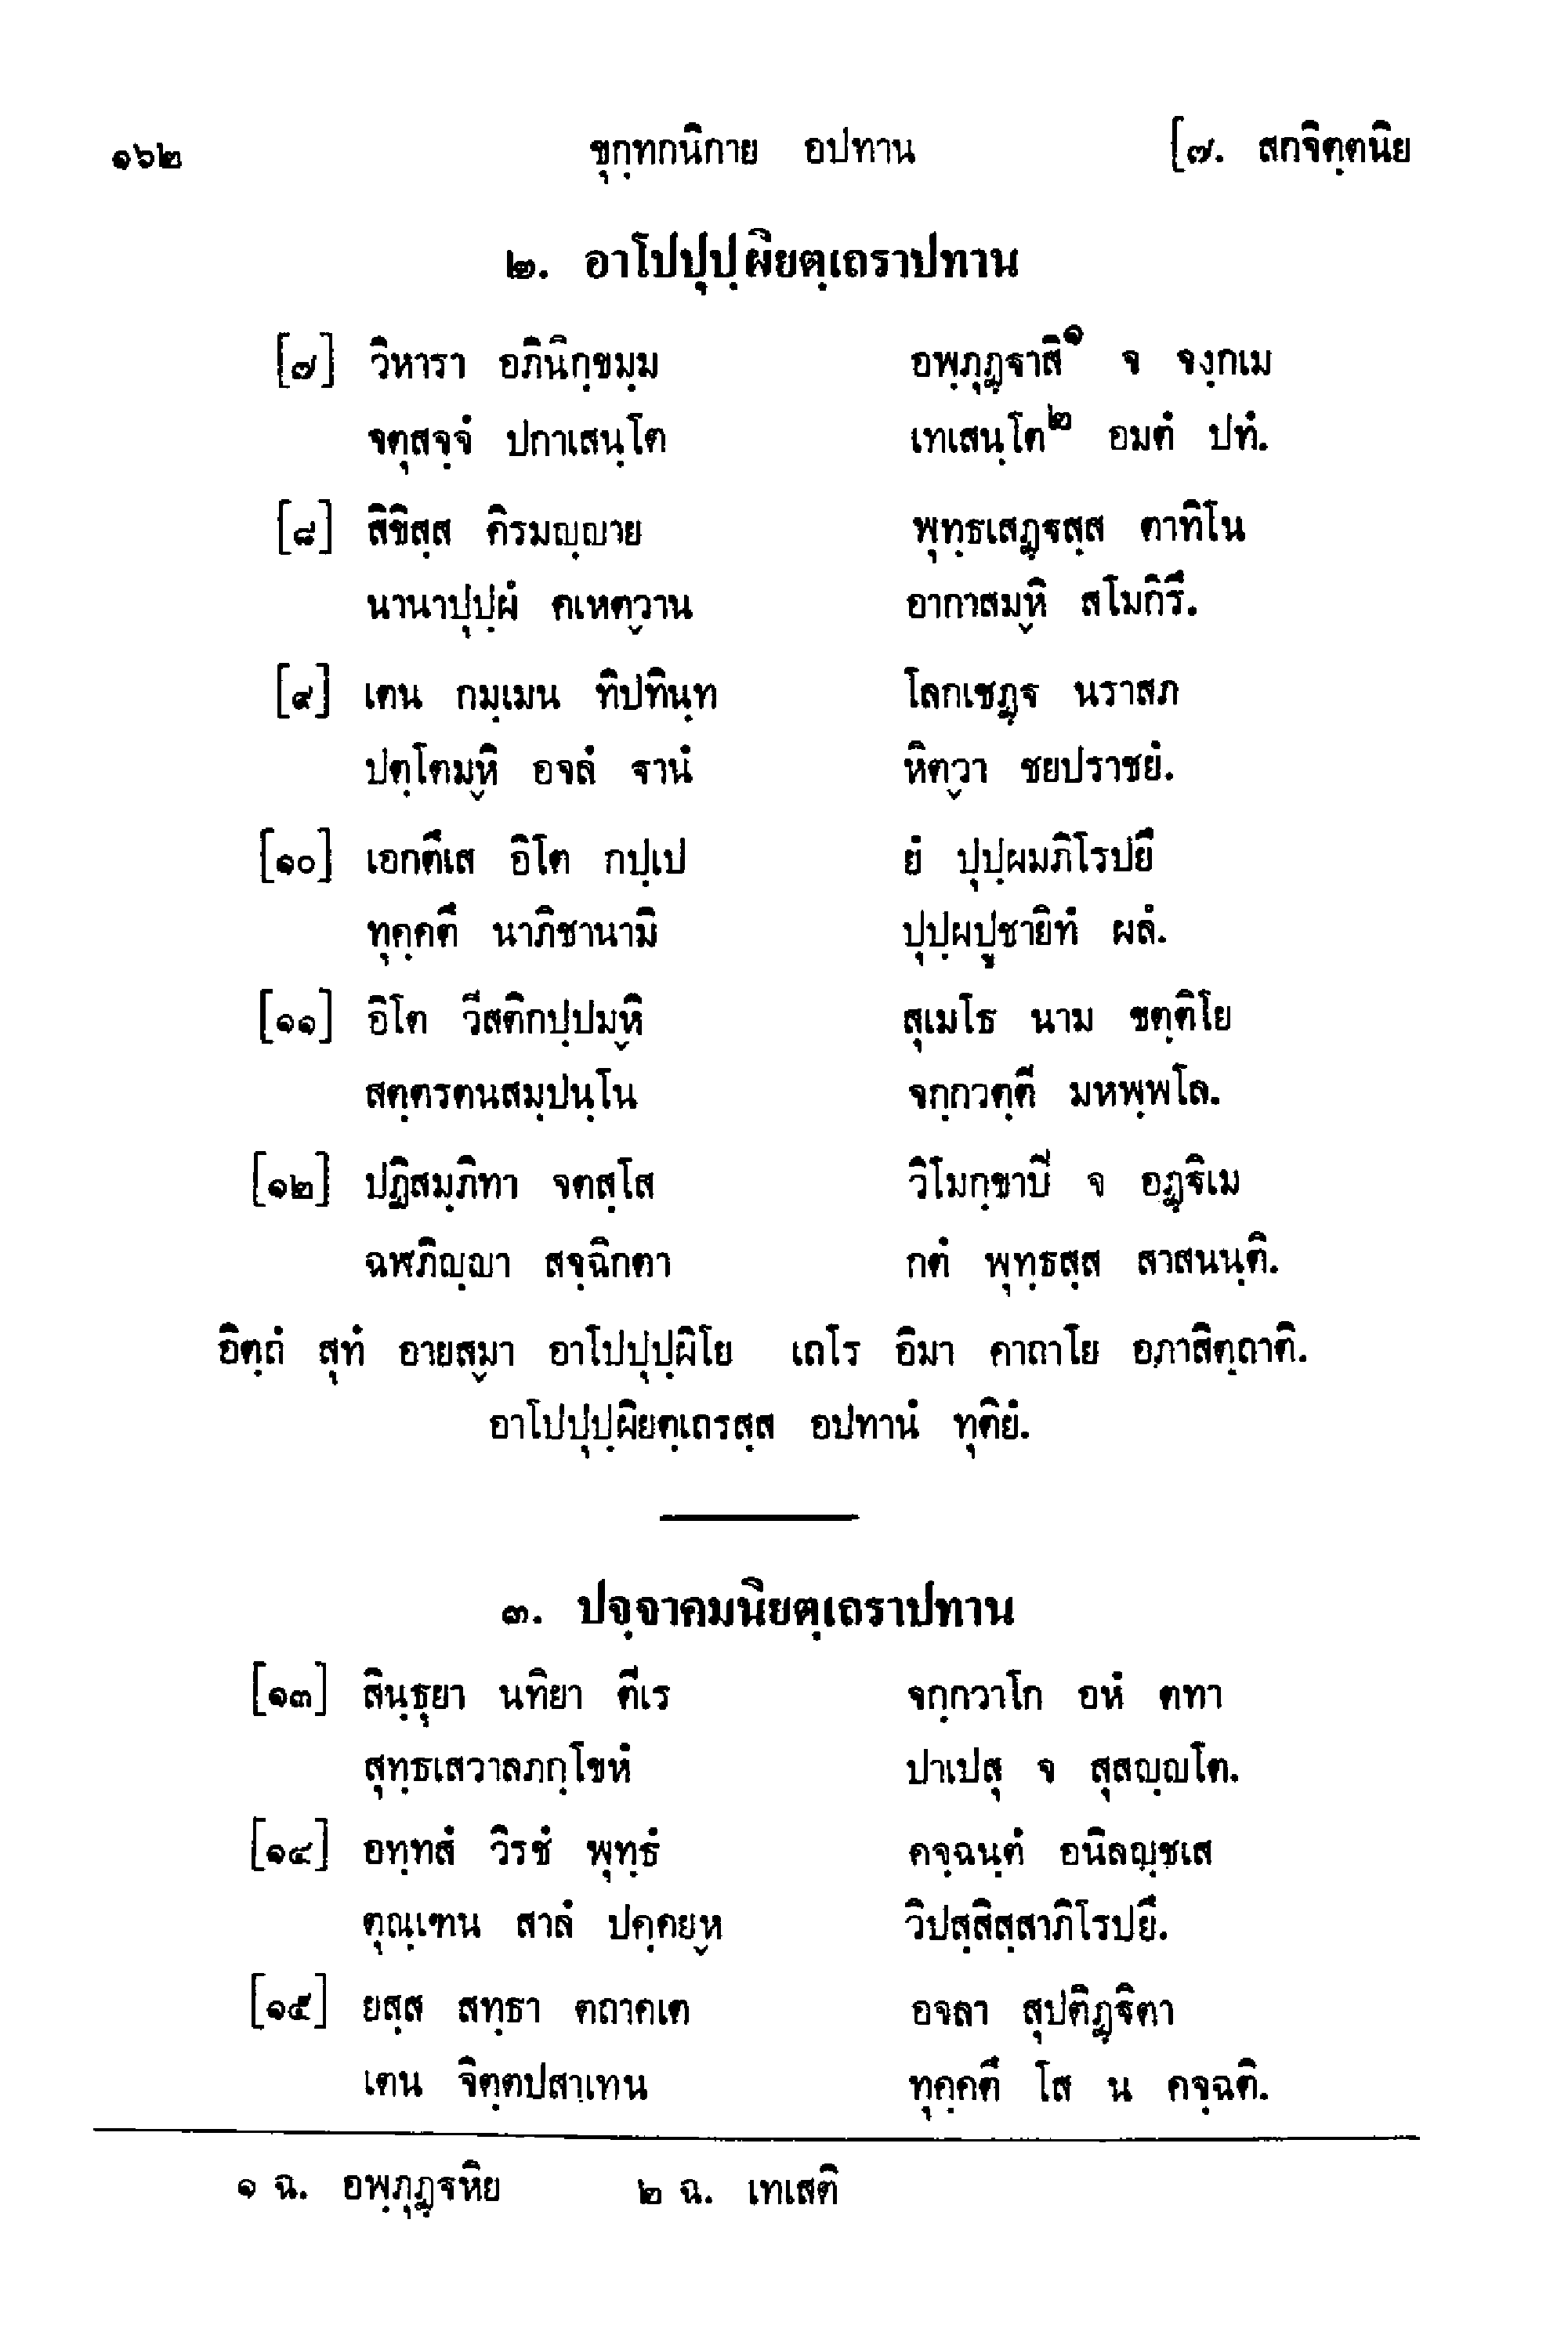 ๑๖๒ ขุทฺทกนิกาย อปทาน [๗. สกจิตฺตนิย
๒. อาโปปุปฺผิยตฺเถราปทาน
[๗] วิหารา อภินิกฺขมฺม อพฺภุฏฺฐาสิ๑ จ จงฺกเม
จตุสจฺจํ ปกาเสนฺโต เทเสนฺโต๒ อมตํ ปทํ.
[๘] สิขิสฺส คิรมญฺญาย พุทฺธเสฏฺฐสฺส ตาทิโน
นานาปุปฺผํ คเหตฺวาน อากาสมฺหิ สโมกิรึ.
[๙] เตน กมฺเมน ทิปทินฺท โลกเชฏฺฐ นราสภ
ปตฺโตมฺหิ อจลํ ฐานํ หิตฺวา ชยปราชยํ.
[๑๐] เอกตึเส อิโต กปฺเป ยํ ปุปฺผมภิโรปยึ
ทุคฺคตึ นาภิชานามิ ปุปฺผปูชายิทํ ผลํ.
[๑๑] อิโต วีสติกปฺปมฺหิ สุเมโธ นาม ขตฺติโย
สตฺตรตนสมฺปนฺโน จกฺกวตฺตี มหพฺพโล.
[๑๒] ปฏิสมฺภิทา จตสฺโส วิโมกฺขาปิ จ อฏฺฐิเม
ฉฬภิญฺญา สจฺฉิกตา กตํ พุทฺธสฺส สาสนนฺติ.
อิตฺถํ สุทํ อายสฺมา อาโปปุปฺผิโย เถโร อิมา คาถาโย อภาสิตฺถาติ.
อาโปปุปฺผิยตฺเถรสฺส อปทานํ ทุติยํ.
๓. ปจฺจาคมนิยตฺเถราปทาน
[๑๓] สินฺธุยา นทิยา ตีเร จกฺกวาโก อหํ ตทา
สุทฺธเสวาลภกฺโขหํ ปาเปสุ จ สุสญฺญโต.
[๑๔] อทฺทสํ วิรชํ พุทฺธํ คจฺฉนฺตํ อนิลญฺชเส
ตุณฺเฑน สาลํ ปคฺคยฺห วิปสฺสิสฺสาภิโรปยึ.
[๑๕] ยสฺส สทฺธา ตถาคเต อจลา สุปติฏฺฐิตา
เตน จิตฺตปสาเทน ทุคฺคตึ โส น คจฺฉติ.
๑ ฉ. อพฺภุฏฺฐหิย ๒ ฉ. เทเสติ